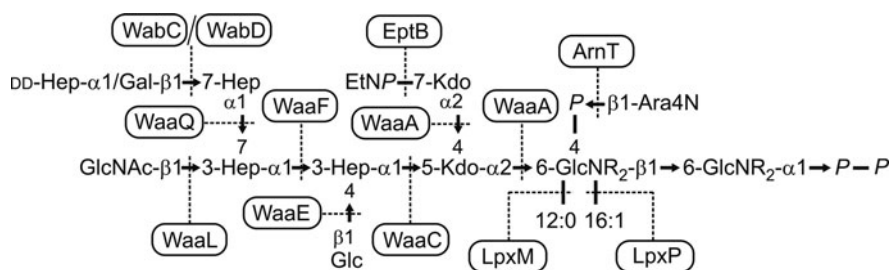 WabC / WabD EptB ArnT
DD-Hep-α1/Gal-β1 7-Hep EtNP 7-Kdo P β1-Ara4N
α1 α2
WaaQ WaaF WaaA WaaA
7 4 4
GlcNAc-β1 3-Hep-α1 3-Hep-α1 5-Kdo-α2 6-GlcNR2-β1 6-GlcNR2-α1 P P
4
WaaE β1 12:0 16:1
Glc
WaaL WaaC LpxM LpxP